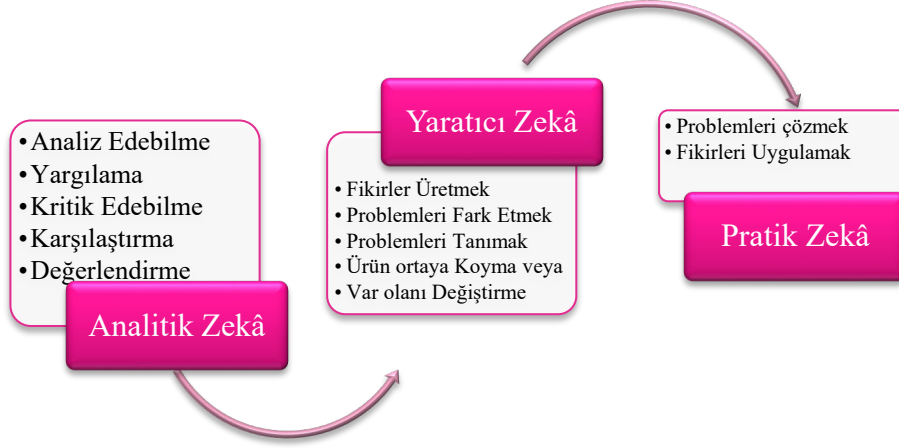 • Analiz Edebilme
• Yargılama
• Kritik Edebilme
• Karşılaştırma
• Değerlendirme
Analitik Zekâ
Yaratıcı Zekâ
• Fikirler Üretmek
• Problemleri Fark Etmek
• Problemleri Tanımak
• Ürün ortaya Koyma veya
• Var olanı Değiştirme
• Problemleri çözmek
• Fikirleri Uygulamak
Pratik Zekâ